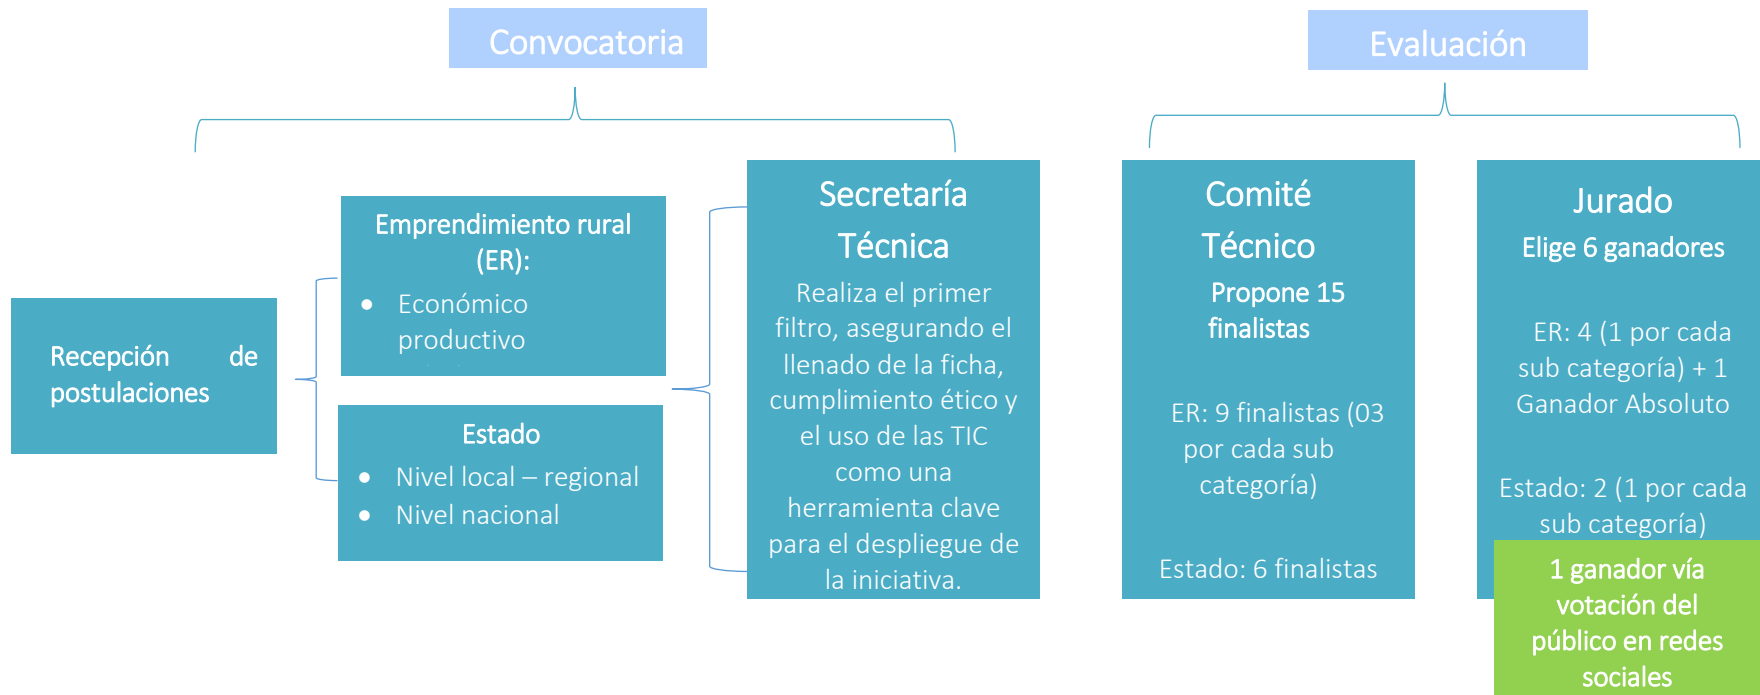 Convocatoria
Evaluación
Recepción de
postulaciones
Emprendimiento rural
(ER):
• Económico
productivo
Estado
• Nivel local – regional
• Nivel nacional
Secretaría
Técnica
Realiza el primer
filtro, asegurando el
llenado de la ficha,
cumplimiento ético y
el uso de las TIC
como una
herramienta clave
para el despliegue de
la iniciativa.
Comité
Técnico
Propone 15
finalistas
ER: 9 finalistas (03
por cada sub
categoría)
Estado: 6 finalistas
Jurado
Elige 6 ganadores
ER: 4 (1 por cada
sub categoría) + 1
Ganador Absoluto
Estado: 2 (1 por cada
sub categoría)
1 ganador vía
votación del
público en redes
sociales